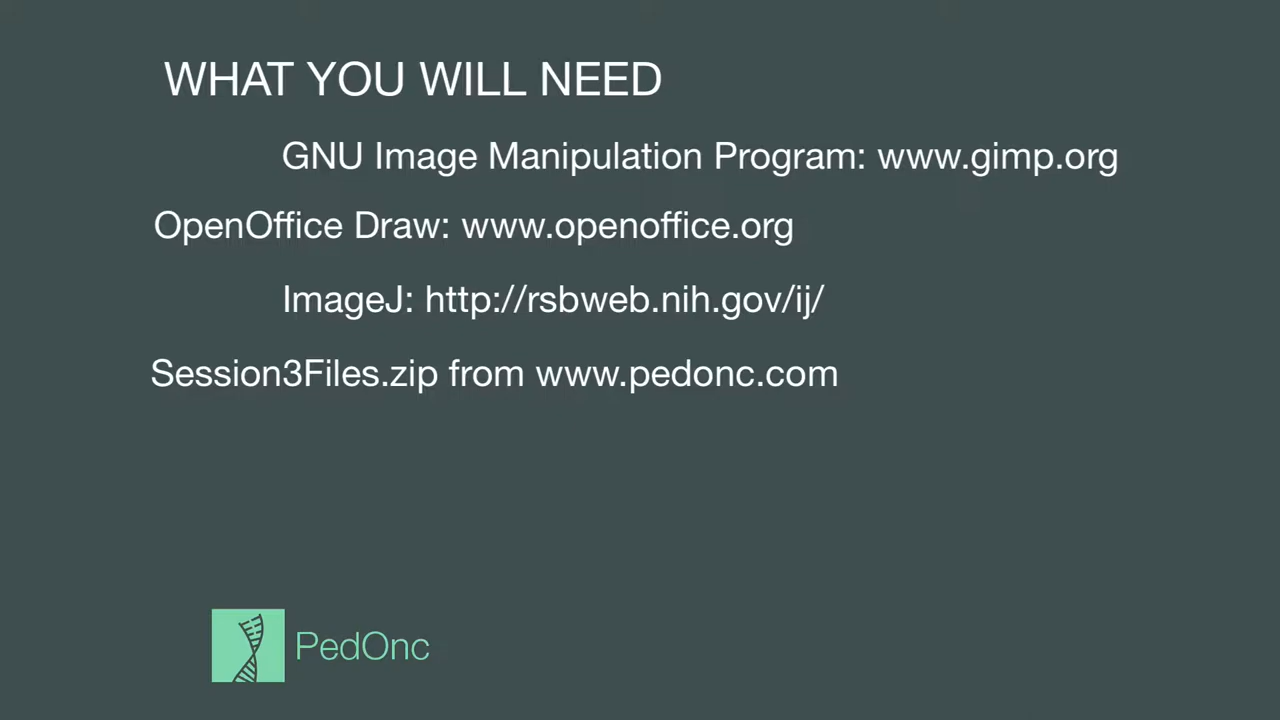 WHAT YOU WILL NEED
GNU Image Manipulation Program: www.gimp.org
OpenOffice Draw: www.openoffice.org
ImageJ: http://rsbweb.nih.gov/ij/
Session3Files.zip from www.pedonc.com
PedOnc